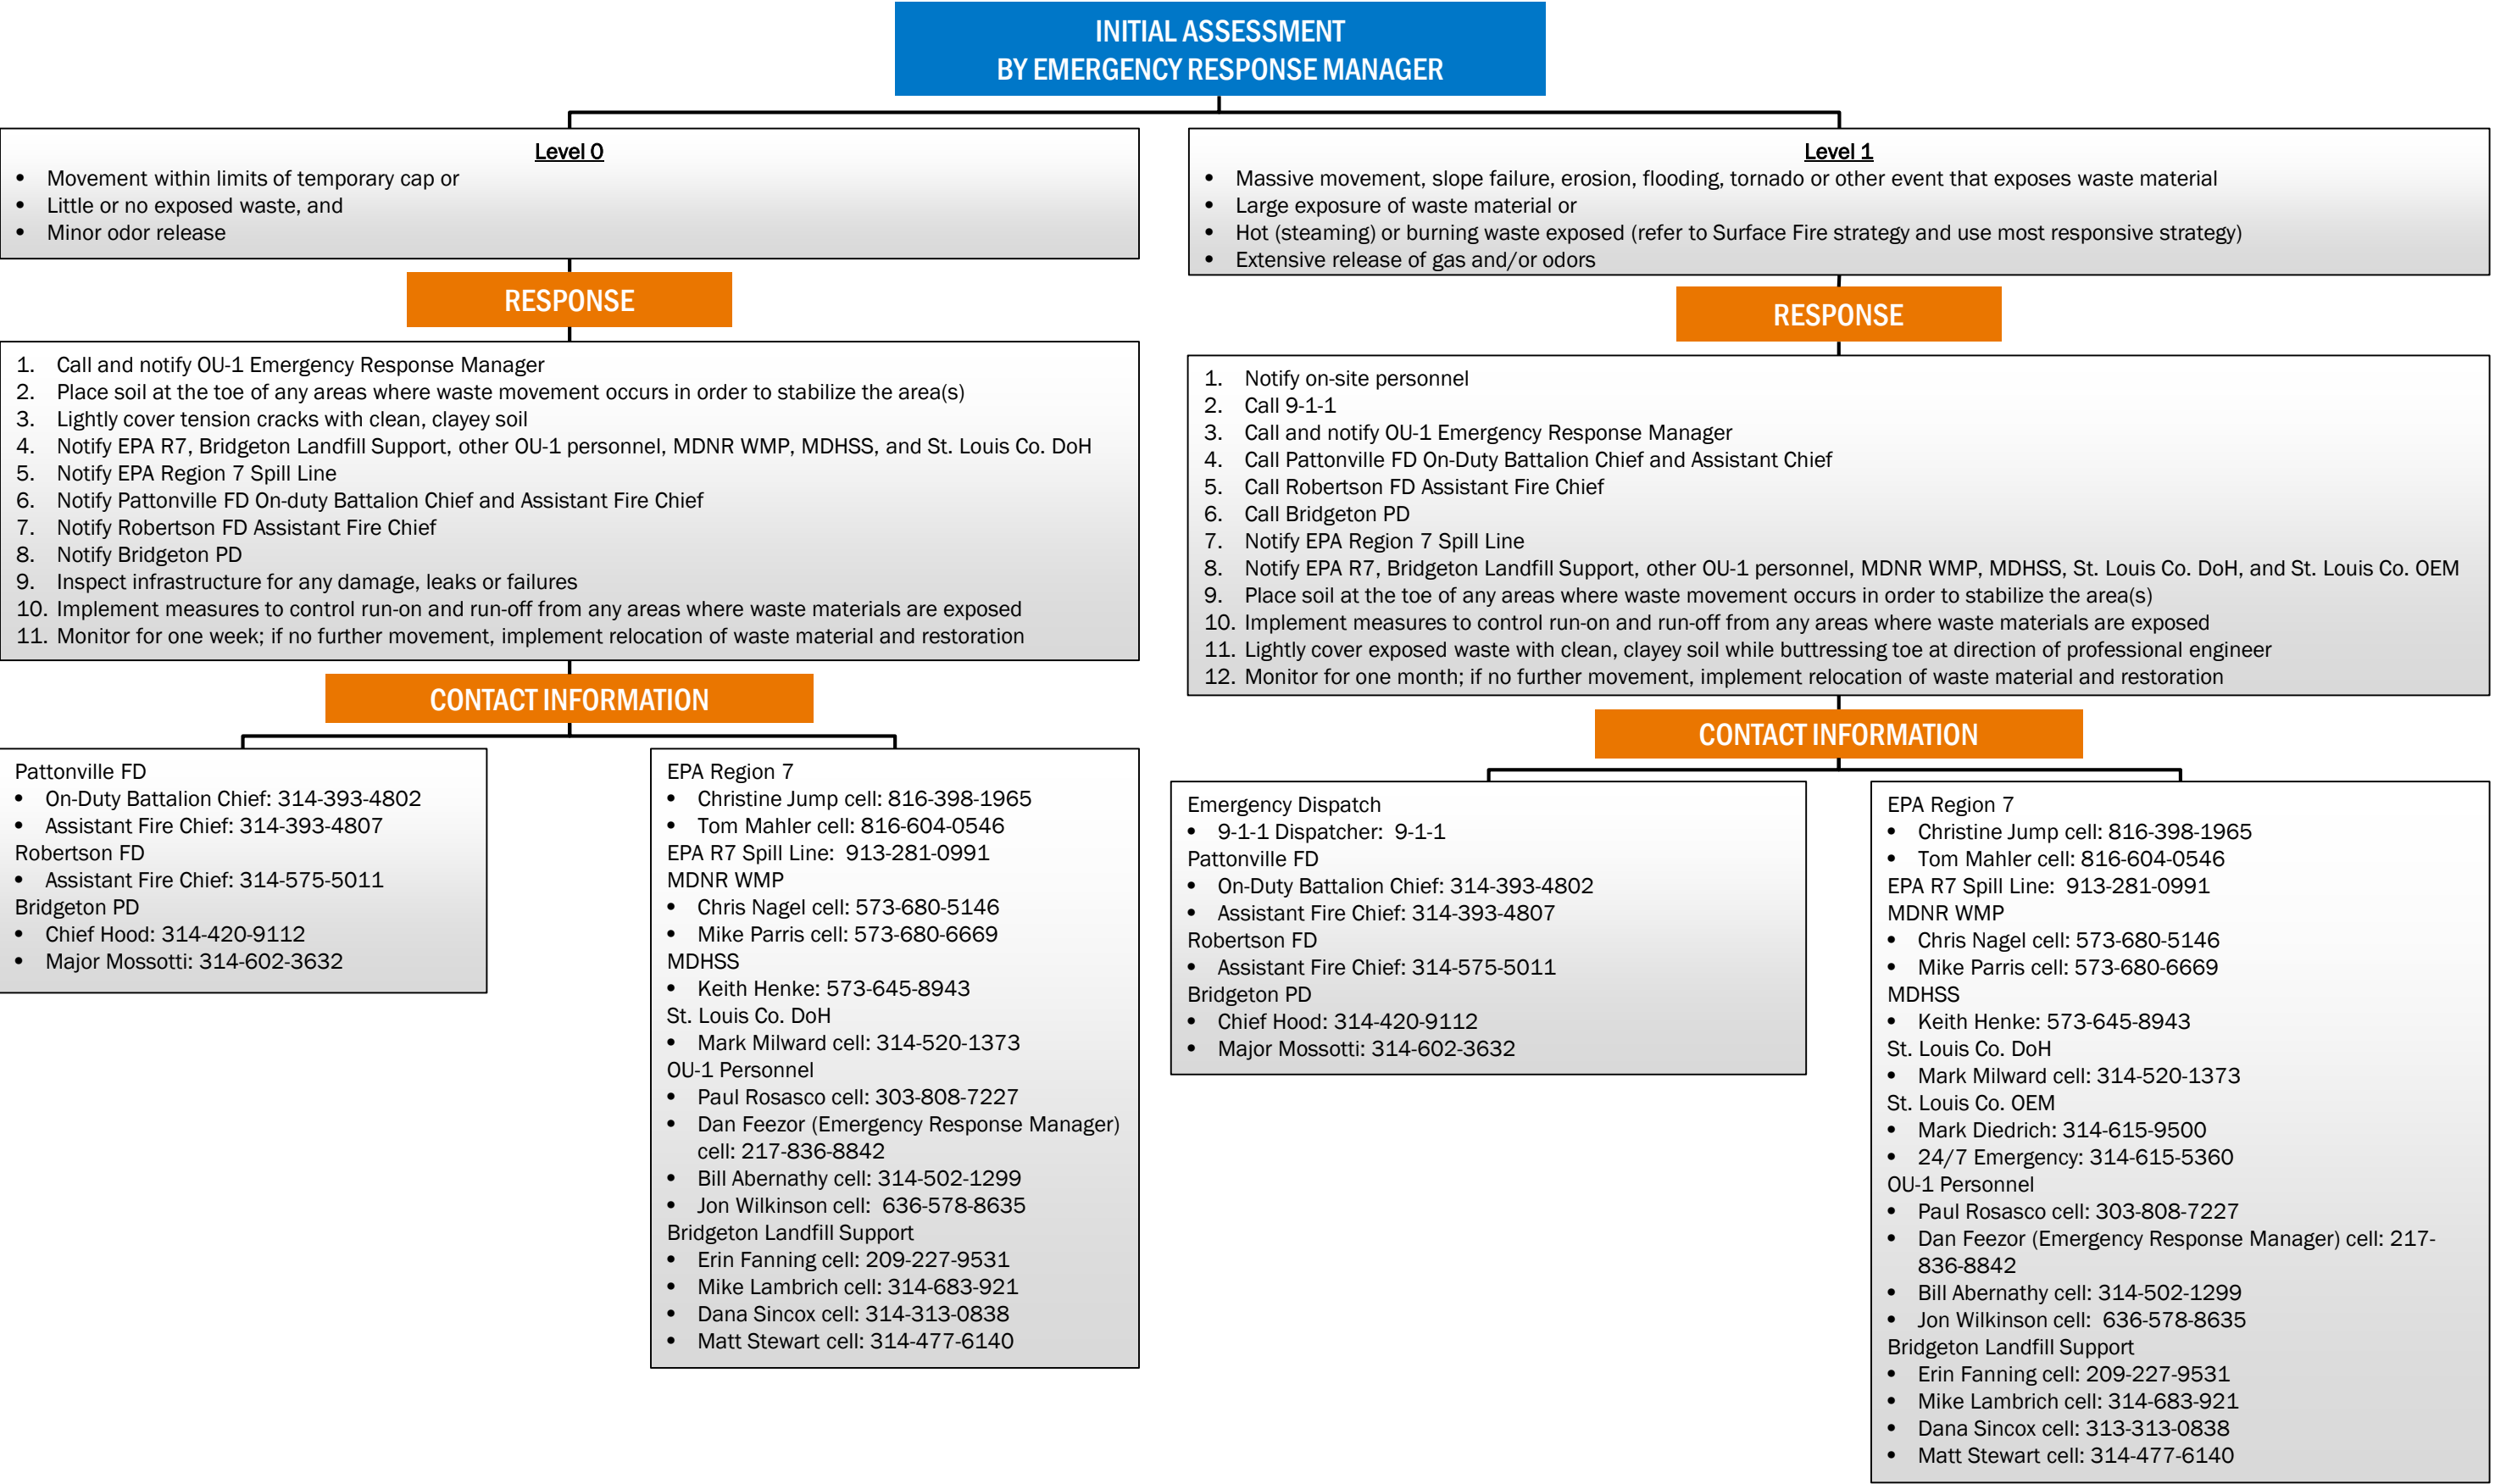 INITIAL ASSESSMENT
BY EMERGENCY RESPONSE MANAGER
Level 0
• Movement within limits of temporary cap or
• Little or no exposed waste, and
• Minor odor release
RESPONSE
1. Call and notify OU-1 Emergency Response Manager
2. Place soil at the toe of any areas where waste movement occurs in order to stabilize the area(s)
3. Lightly cover tension cracks with clean, clayey soil
4. Notify EPA R7, Bridgeton Landfill Support, other OU-1 personnel, MDNR WMP, MDHSS, and St. Louis Co. DoH
5. Notify EPA Region 7 Spill Line
6. Notify Pattonville FD On-duty Battalion Chief and Assistant Fire Chief
7. Notify Robertson FD Assistant Fire Chief
8. Notify Bridgeton PD
9. Inspect infrastructure for any damage, leaks or failures
10. Implement measures to control run-on and run-off from any areas where waste materials are exposed
11. Monitor for one week; if no further movement, implement relocation of waste material and restoration
CONTACT INFORMATION
Pattonville FD
• On-Duty Battalion Chief: 314-393-4802
• Assistant Fire Chief: 314-393-4807
Robertson FD
• Assistant Fire Chief: 314-575-5011
Bridgeton PD
• Chief Hood: 314-420-9112
• Major Mossotti: 314-602-3632
EPA Region 7
• Christine Jump cell: 816-398-1965
• Tom Mahler cell: 816-604-0546
EPA R7 Spill Line: 913-281-0991
MDNR WMP
• Chris Nagel cell: 573-680-5146
• Mike Parris cell: 573-680-6669
MDHSS
• Keith Henke: 573-645-8943
St. Louis Co. DoH
• Mark Milward cell: 314-520-1373
OU-1 Personnel
• Paul Rosasco cell: 303-808-7227
• Dan Feezor (Emergency Response Manager)
cell: 217-836-8842
• Bill Abernathy cell: 314-502-1299
• Jon Wilkinson cell: 636-578-8635
Bridgeton Landfill Support
• Erin Fanning cell: 209-227-9531
• Mike Lambrich cell: 314-683-921
• Dana Sincox cell: 314-313-0838
• Matt Stewart cell: 314-477-6140
Level 1
• Massive movement, slope failure, erosion, flooding, tornado or other event that exposes waste material
• Large exposure of waste material or
• Hot (steaming) or burning waste exposed (refer to Surface Fire strategy and use most responsive strategy)
• Extensive release of gas and/or odors
RESPONSE
1. Notify on-site personnel
2. Call 9-1-1
3. Call and notify OU-1 Emergency Response Manager
4. Call Pattonville FD On-Duty Battalion Chief and Assistant Chief
5. Call Robertson FD Assistant Fire Chief
6. Call Bridgeton PD
7. Notify EPA Region 7 Spill Line
8. Notify EPA R7, Bridgeton Landfill Support, other OU-1 personnel, MDNR WMP, MDHSS, St. Louis Co. DoH, and St. Louis Co. OEM
9. Place soil at the toe of any areas where waste movement occurs in order to stabilize the area(s)
10. Implement measures to control run-on and run-off from any areas where waste materials are exposed
11. Lightly cover exposed waste with clean, clayey soil while buttressing toe at direction of professional engineer
12. Monitor for one month; if no further movement, implement relocation of waste material and restoration
CONTACT INFORMATION
Emergency Dispatch
• 9-1-1 Dispatcher: 9-1-1
Pattonville FD
• On-Duty Battalion Chief: 314-393-4802
• Assistant Fire Chief: 314-393-4807
Robertson FD
• Assistant Fire Chief: 314-575-5011
Bridgeton PD
• Chief Hood: 314-420-9112
• Major Mossotti: 314-602-3632
EPA Region 7
• Christine Jump cell: 816-398-1965
• Tom Mahler cell: 816-604-0546
EPA R7 Spill Line: 913-281-0991
MDNR WMP
• Chris Nagel cell: 573-680-5146
• Mike Parris cell: 573-680-6669
MDHSS
• Keith Henke: 573-645-8943
St. Louis Co. DoH
• Mark Milward cell: 314-520-1373
St. Louis Co. OEM
• Mark Diedrich: 314-615-9500
• 24/7 Emergency: 314-615-5360
OU-1 Personnel
• Paul Rosasco cell: 303-808-7227
• Dan Feezor (Emergency Response Manager) cell: 217-
836-8842
• Bill Abernathy cell: 314-502-1299
• Jon Wilkinson cell: 636-578-8635
Bridgeton Landfill Support
• Erin Fanning cell: 209-227-9531
• Mike Lambrich cell: 314-683-921
• Dana Sincox cell: 313-313-0838
• Matt Stewart cell: 314-477-6140